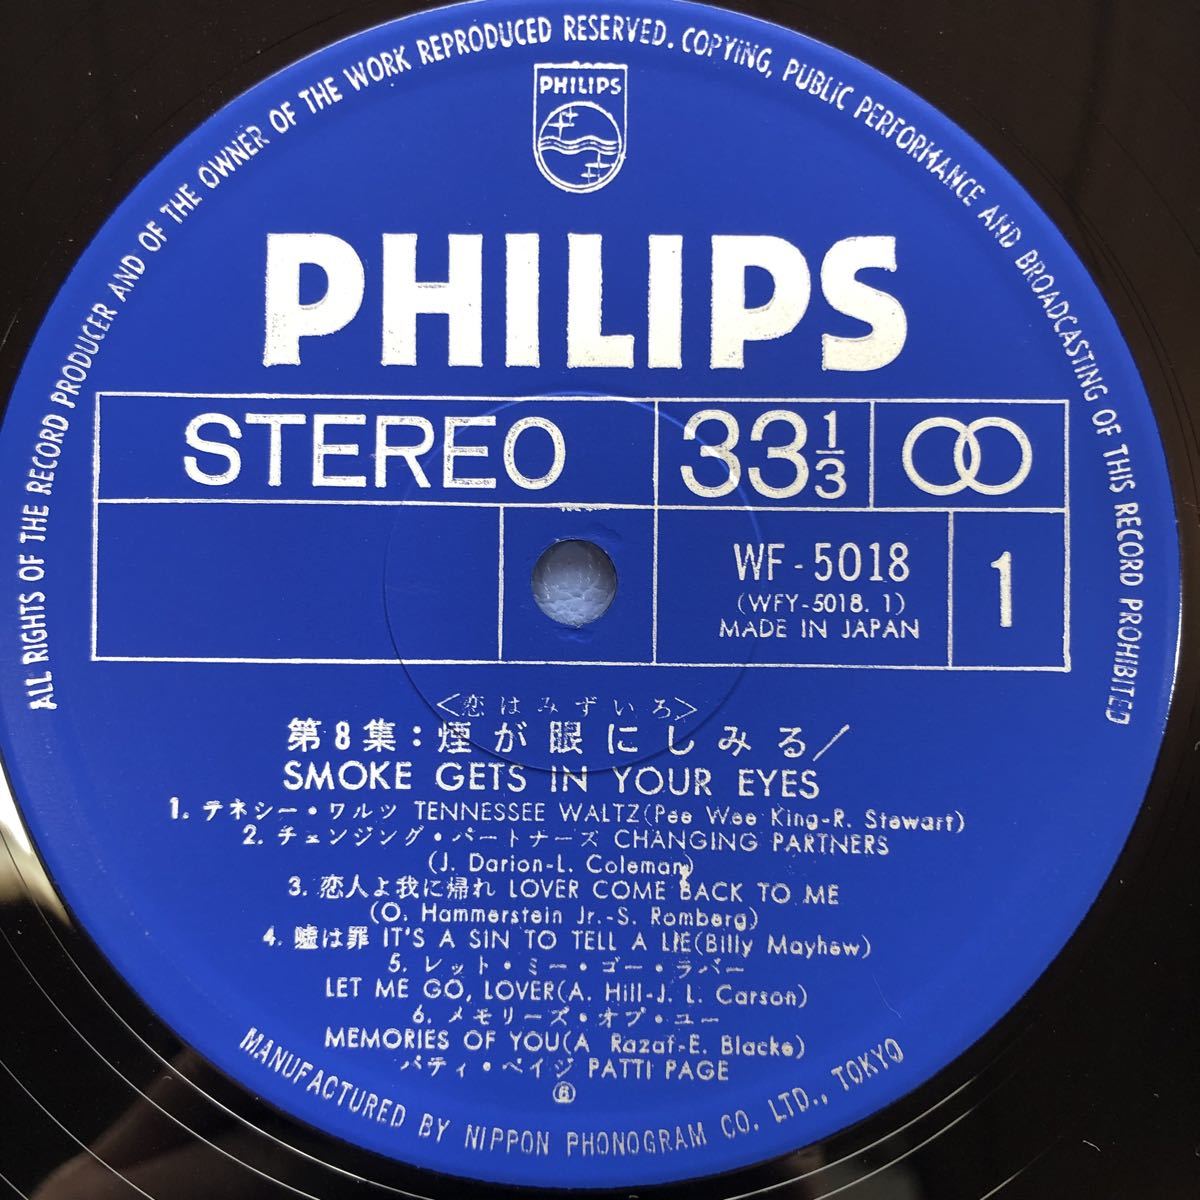 ALL RIGHTS OF THE RECORD PRODUCER AND OF THE OWNER OF THE WORK REPRODUCED RESERVED. COPYING, PUBLIC PERFORMANCE AND BROADCASTING OF THIS RECORD PROHIBITED
PHILIPS
PHILIPS
STEREO 33 1/3
WF-5018
(WFY-5018. 1)
MADE IN JAPAN
1
<恋はみずいろ>
第8集:煙が眼にしみる/
SMOKE GETS IN YOUR EYES
1. テネシー・ワルツ TENNESSEE WALTZ(Pee Wee King-R. Stewart)
2. チェンジング・パートナーズ CHANGING PARTNERS
(J. Darion-L. Coleman)
3. 恋人よ我に帰れ LOVER COME BACK TO ME
(O. Hammerstein Jr.-S. Romberg)
4. 嘘は罪 IT'S A SIN TO TELL A LIE(Billy Mayhew)
5. レット・ミー・ゴー・ラバー
LET ME GO, LOVER(A. Hill-J. L. Carson)
6. メモリーズ・オブ・ユー
MEMORIES OF YOU(A Razaf-E. Blacke)
パティ・ペイジ PATTI PAGE
MANUFACTURED BY NIPPON PHONOGRAM CO. LTD., TOKYO